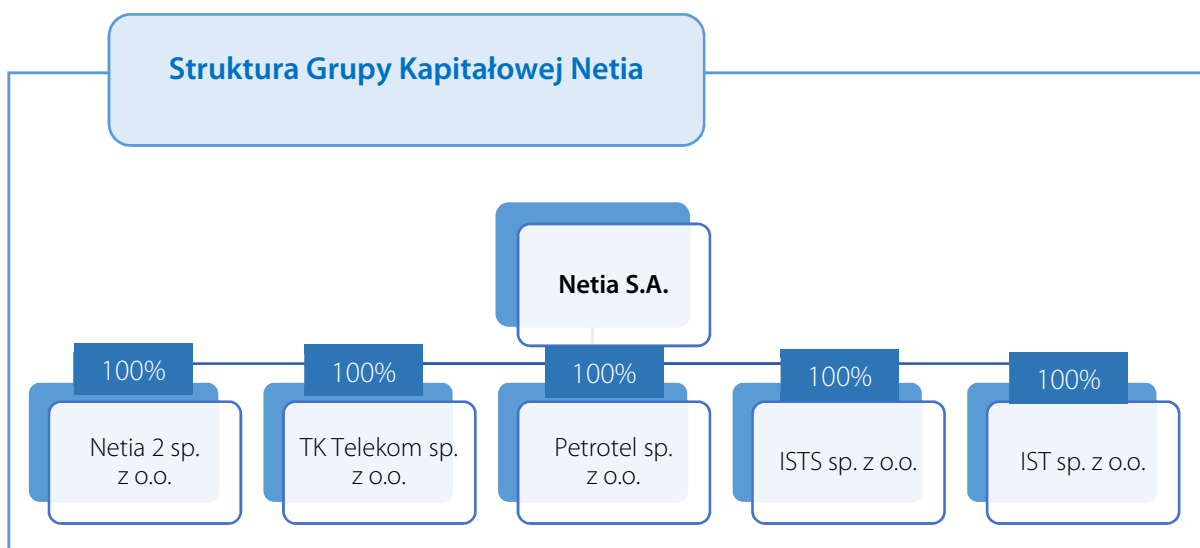 Struktura Grupy Kapitałowej Netia
Netia S.A.
100%
100%
100%
100%
100%
Netia 2 sp.
z o.o.
TK Telekom sp.
z o.o.
Petrotel sp.
z o.o.
ISTS sp. z o.o.
IST sp. z o.o.